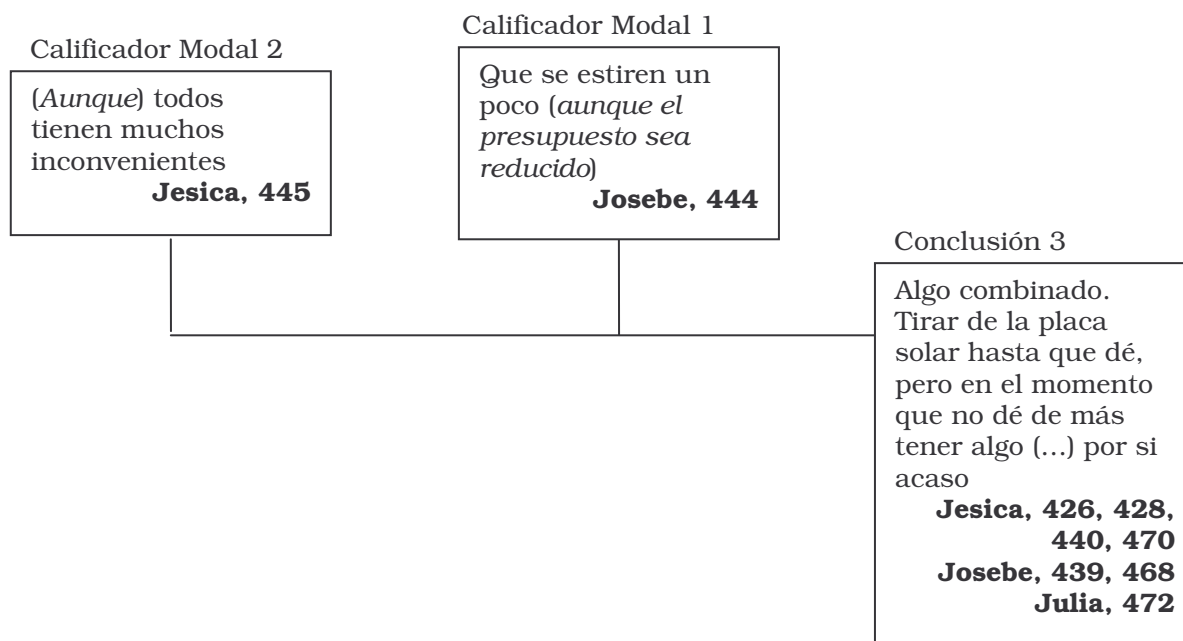 Calificador Modal 2
(Aunque) todos
tienen muchos
inconvenientes
Jesica, 445
Calificador Modal 1
Que se estiren un
poco (aunque el
presupuesto sea
reducido)
Josebe, 444
Conclusión 3
Algo combinado.
Tirar de la placa
solar hasta que dé,
pero en el momento
que no dé de más
tener algo (...) por si
acaso
Jesica, 426, 428,
440, 470
Josebe, 439, 468
Julia, 472